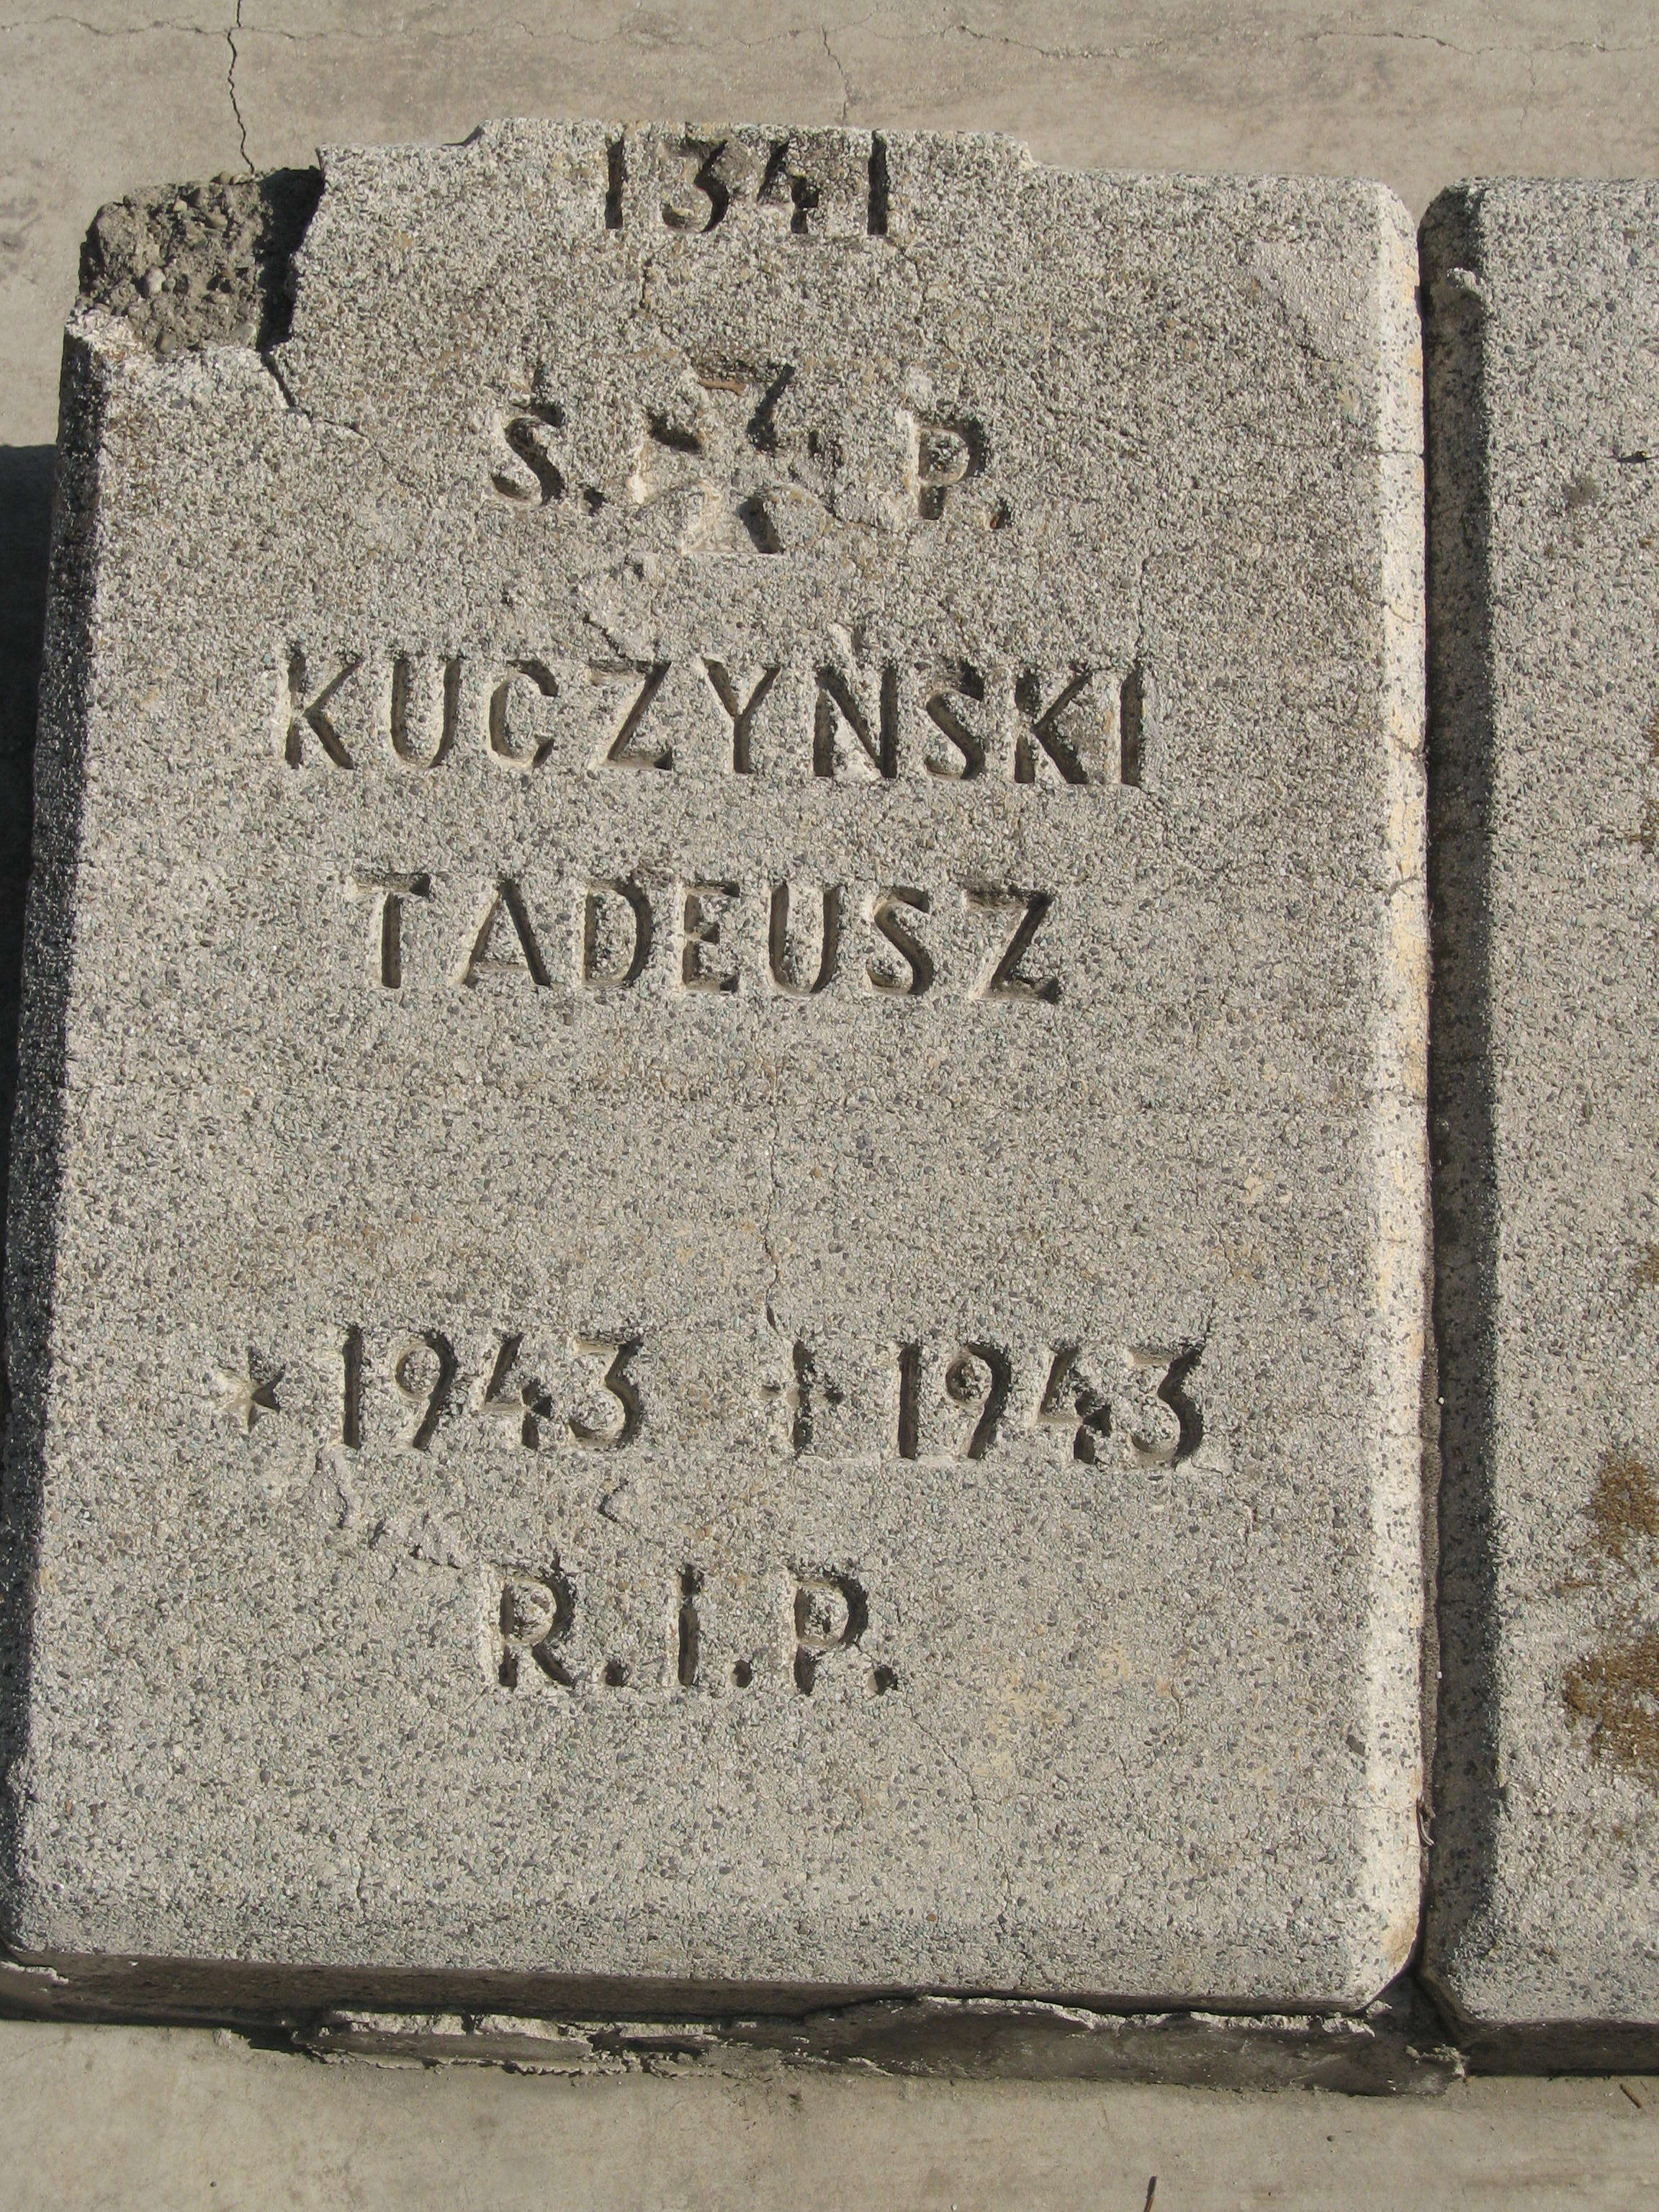 1341
Ś. P.
KUCZYŃSKI
TADEUSZ
* 1943 + 1943
R.I.P.